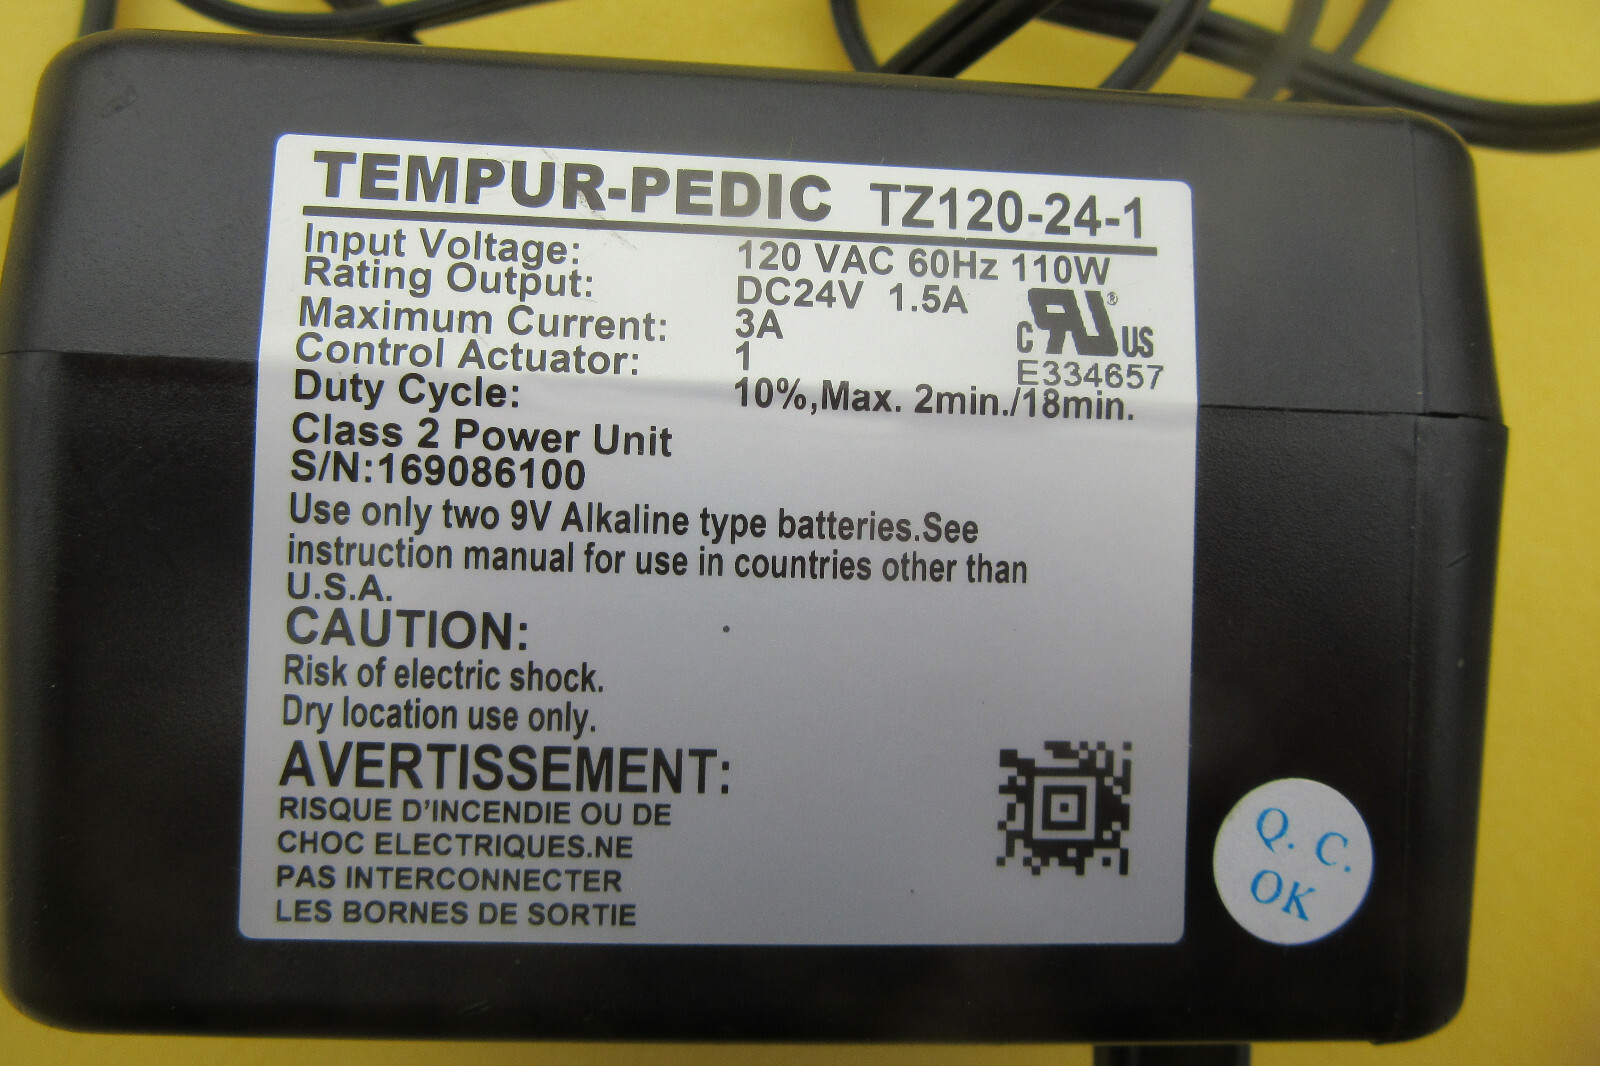 TEMPUR-PEDIC TZ120-24-1
Input Voltage: 120 VAC 60Hz 110W
Rating Output: DC24V 1.5A
Maximum Current: 3A
Control Actuator: 1
c RU® US
E334657
Duty Cycle: 10%,Max. 2min./18min.
Class 2 Power Unit
S/N:169086100
Use only two 9V Alkaline type batteries.See
instruction manual for use in countries other than
U.S.A.
CAUTION:
Risk of electric shock.
Dry location use only.
AVERTISSEMENT:
RISQUE D'INCENDIE OU DE
CHOC ELECTRIQUES.NE
PAS INTERCONNECTER
LES BORNES DE SORTIE
Q. C.
OK